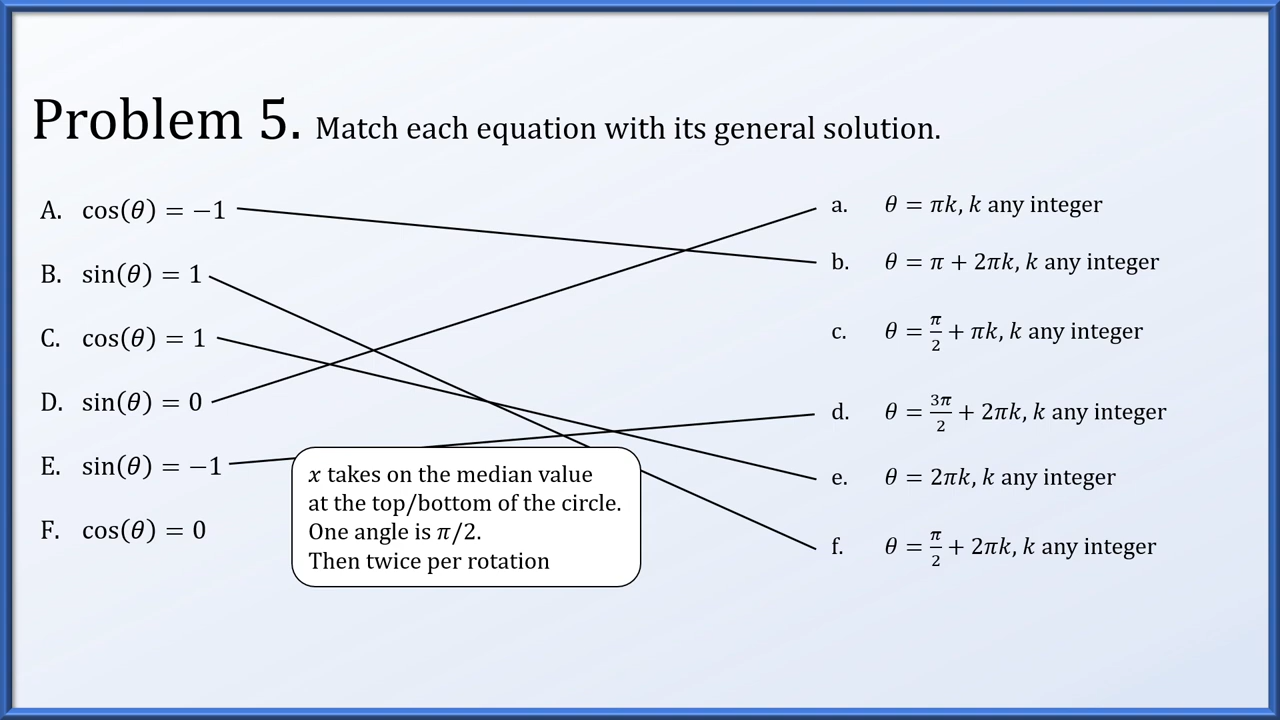 Problem 5. Match each equation with its general solution.
A. cos(θ) = −1
B. sin(θ) = 1
C. cos(θ) = 1
D. sin(θ) = 0
E. sin(θ) = −1
F. cos(θ) = 0
x takes on the median value
at the top/bottom of the circle.
One angle is π/2.
Then twice per rotation
a. θ = πk, k any integer
b. θ = π + 2πk, k any integer
c. θ = π/2 + πk, k any integer
d. θ = 3π/2 + 2πk, k any integer
e. θ = 2πk, k any integer
f. θ = π/2 + 2πk, k any integer